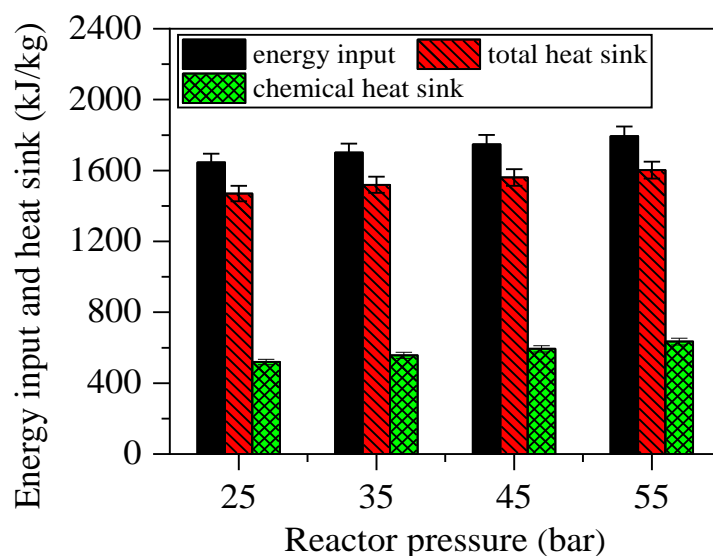 2400
2000
1600
1200
800
400
0
Energy input and heat sink (kJ/kg)
energy input
total heat sink
chemical heat sink
25
35
45
55
Reactor pressure (bar)